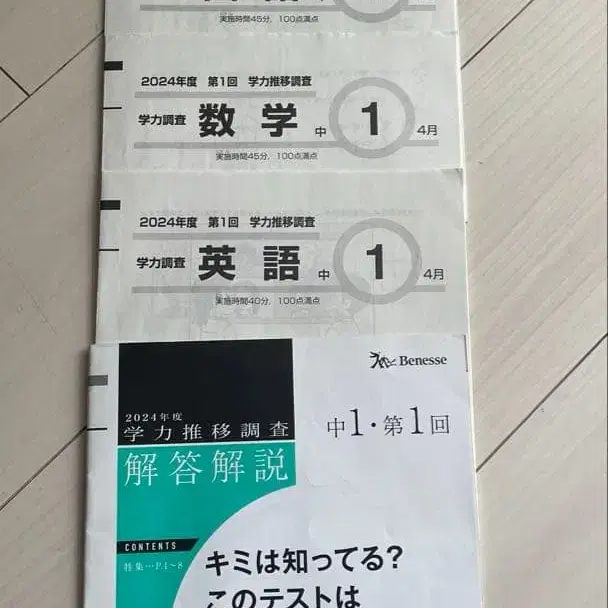 実施時間45分，100点満点
2024年度 第1回 学力推移調査
学力調査 数学 中 1 4月
実施時間45分，100点満点
2024年度 第1回 学力推移調査
学力調査 英語 中 1 4月
実施時間40分，100点満点
Benesse
2024年度
学力推移調査
中1・第1回
解答解説
CONTENTS
特集…P.1～8
キミは知ってる?
このテストは